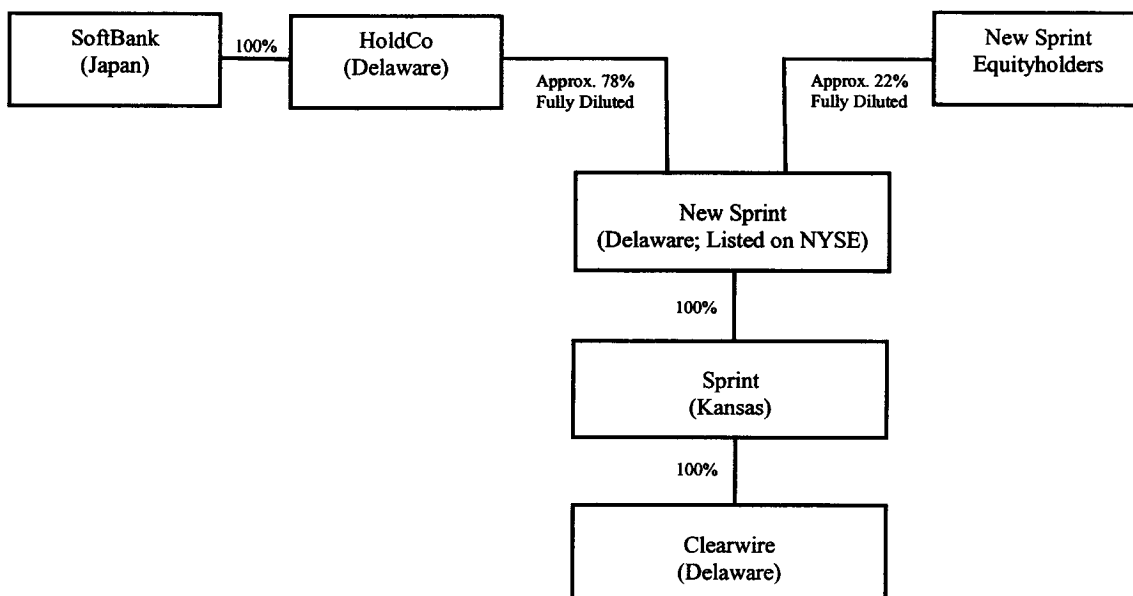 SoftBank
(Japan)
100%
HoldCo
(Delaware)
Approx. 78%
Fully Diluted
New Sprint
Equityholders
Approx. 22%
Fully Diluted
New Sprint
(Delaware; Listed on NYSE)
100%
Sprint
(Kansas)
100%
Clearwire
(Delaware)